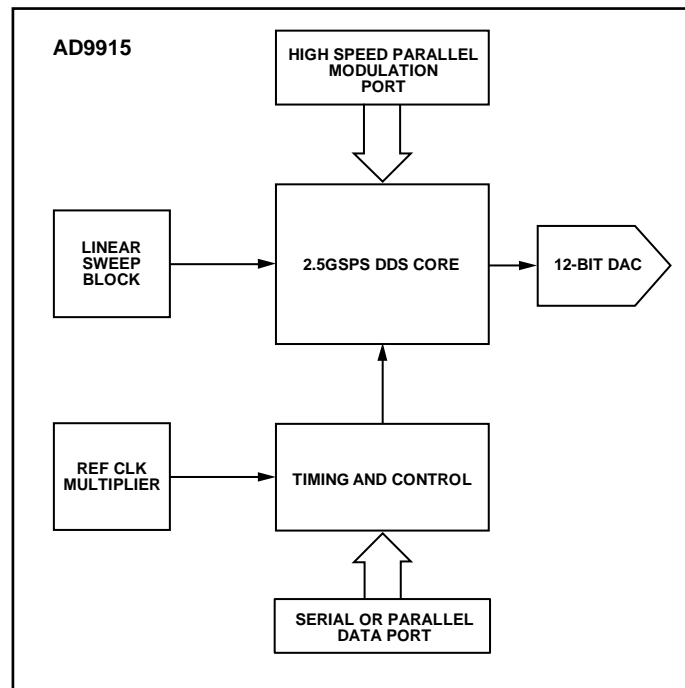 AD9915
HIGH SPEED PARALLEL
MODULATION
PORT
LINEAR
SWEEP
BLOCK
2.5GSPS DDS CORE
12-BIT DAC
REF CLK
MULTIPLIER
TIMING AND CONTROL
SERIAL OR PARALLEL
DATA PORT